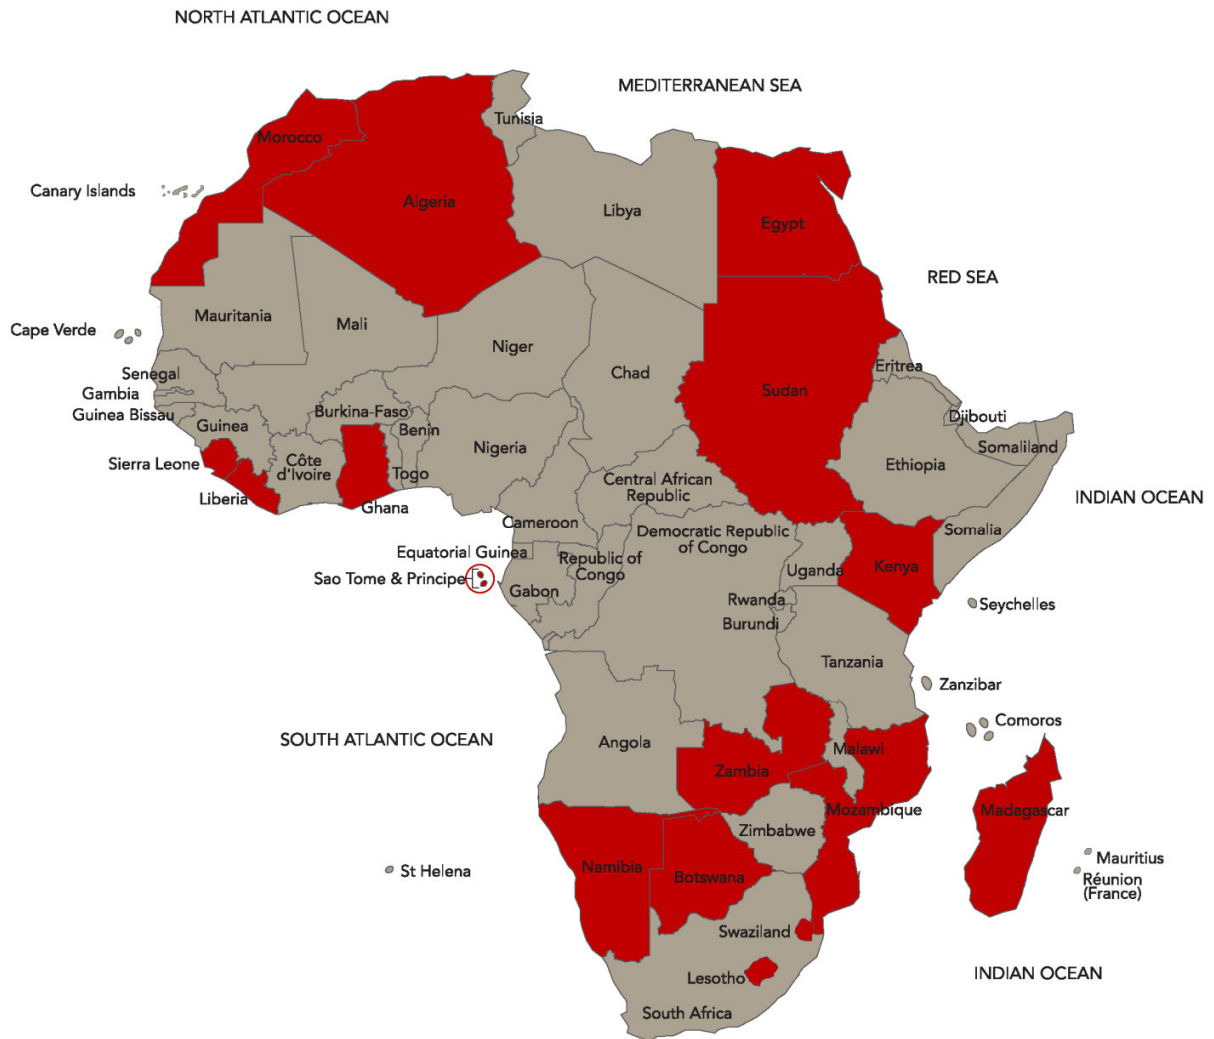 NORTH ATLANTIC OCEAN
MEDITERRANEAN SEA
Tunisia
Morocco
Canary Islands
Algeria
Libya
Egypt
RED SEA
Mauritania
Mali
Cape Verde
Niger
Chad
Sudan
Eritrea
Senegal
Gambia
Guinea Bissau
Guinea
Burkina-Faso
Benin
Djibouti
Nigeria
Somaliland
Sierra Leone
Côte
d'Ivoire
Togo
Ethiopia
Central African
Republic
Liberia
Ghana
INDIAN OCEAN
Cameroon
Democratic Republic
of Congo
Somalia
Equatorial Guinea
Republic of
Congo
Sao Tome & Principe
Gabon
Uganda
Kenya
Rwanda
Burundi
Seychelles
Tanzania
Zanzibar
Comoros
SOUTH ATLANTIC OCEAN
Angola
Malawi
Zambia
Mozambique
Madagascar
Zimbabwe
Mauritius
Réunion
(France)
St Helena
Namibia
Botswana
Swaziland
Lesotho
INDIAN OCEAN
South Africa